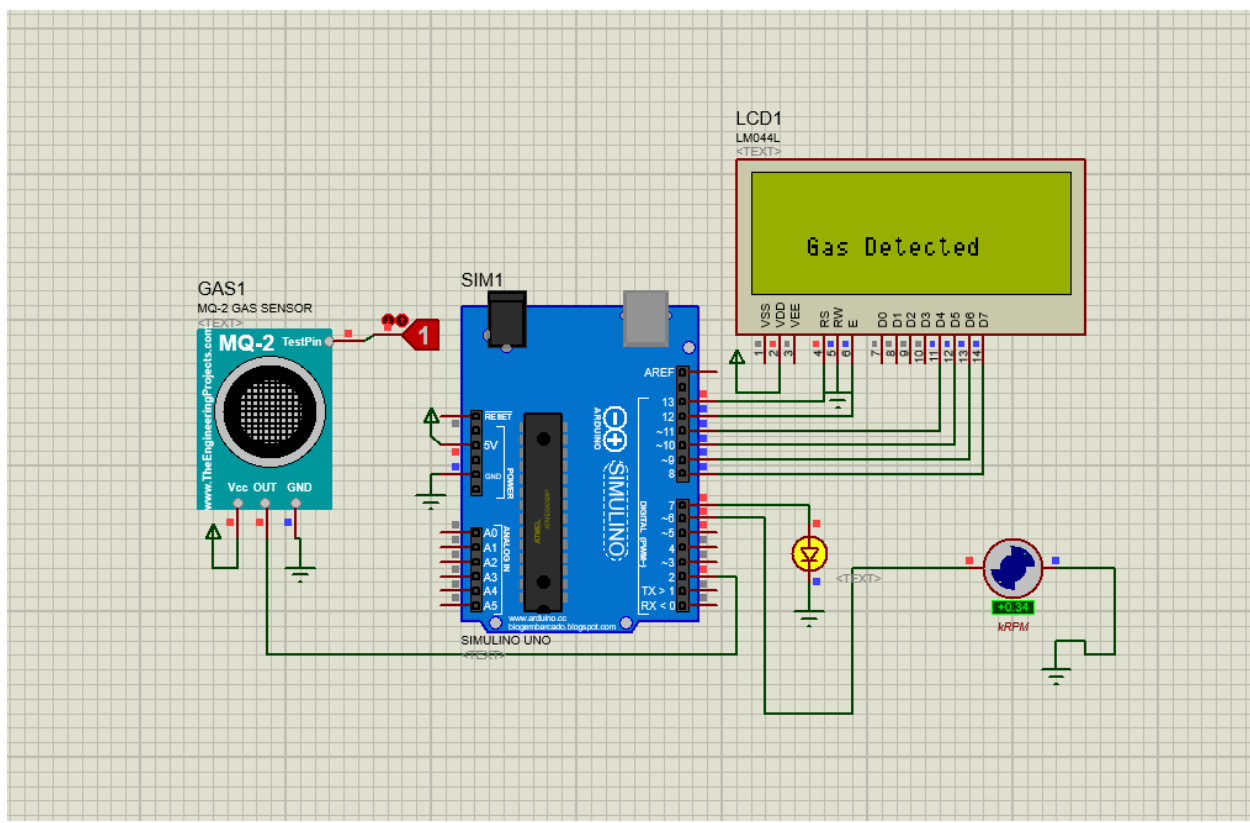 LCD1
LM044L
<TEXT>
Gas Detected
VSS VDD VEE RS RW E D0 D1 D2 D3 D4 D5 D6 D7
1 2 3 4 5 6 7 8 9 10 11 12 13 14
GAS1
MQ-2 GAS SENSOR
<TEXT>
MQ-2 TestPin
1
www.TheEngineeringProjects.com
Vcc OUT GND
SIM1
AREF
13
12
~11
~10
~9
8
RESET
5V
GND
POWER
ARDUINO
SIMULINO
ATMEL
DIGITAL (PWM~)
7
~6
~5
4
~3
2
TX > 1
RX < 0
ANALOG IN
A0
A1
A2
A3
A4
A5
www.arduino.cc
blogembarcado.blogspot.com
SIMULINO UNO
<TEXT>
<TEXT>
+0.34
kRPM